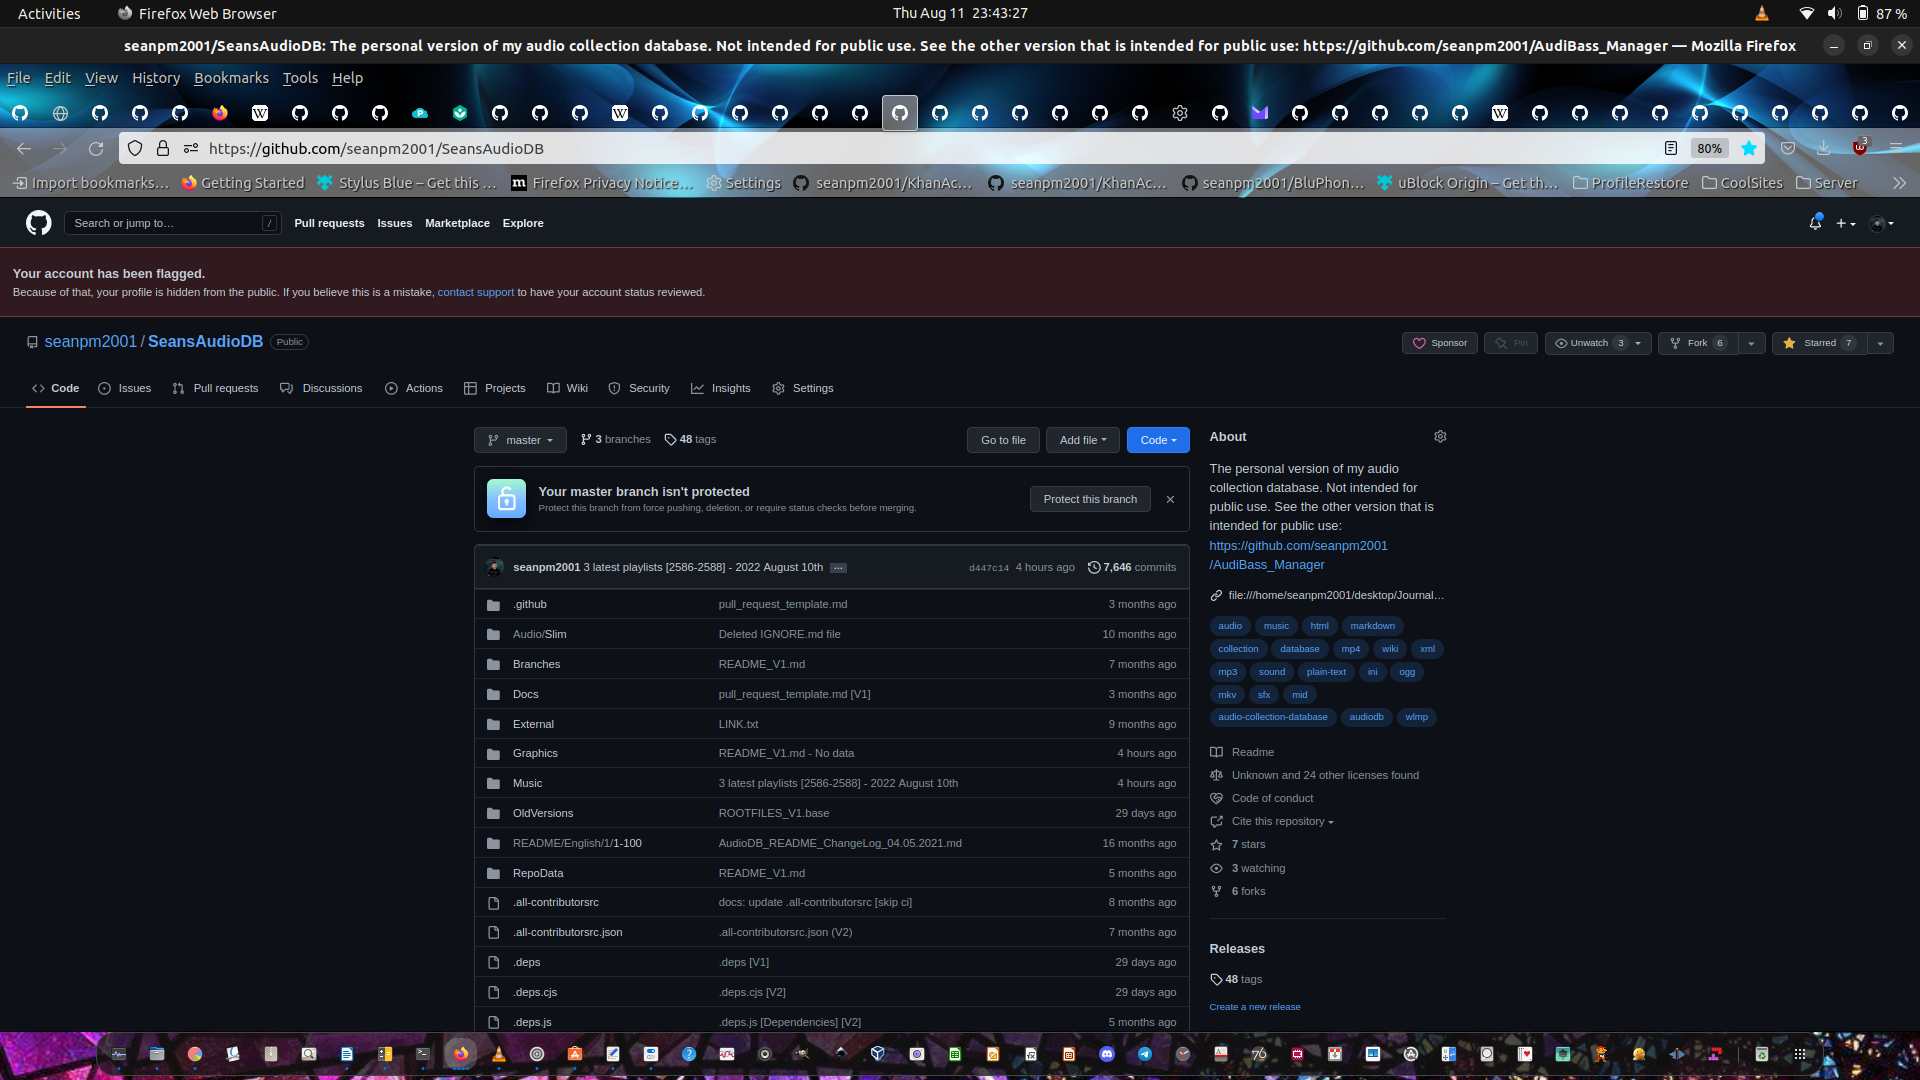 Activities
Firefox Web Browser
Thu Aug 11 23:43:27
87 %
seanpm2001/SeansAudioDB: The personal version of my audio collection database. Not intended for public use. See the other version that is intended for public use: https://github.com/seanpm2001/AudiBass_Manager — Mozilla Firefox
File Edit View History Bookmarks Tools Help
https://github.com/seanpm2001/SeansAudioDB
80%
3
Import bookmarks… Getting Started Stylus Blue – Get this … Firefox Privacy Notice… Settings seanpm2001/KhanAc… seanpm2001/KhanAc… seanpm2001/BluPhon… uBlock Origin – Get th… ProfileRestore CoolSites Server
Search or jump to… /
Pull requests Issues Marketplace Explore
Your account has been flagged.
Because of that, your profile is hidden from the public. If you believe this is a mistake, contact support to have your account status reviewed.
seanpm2001 / SeansAudioDB Public
Sponsor Pin Unwatch 3 Fork 6 Starred 7
Code Issues Pull requests Discussions Actions Projects Wiki Security Insights Settings
master 3 branches 48 tags
Go to file Add file Code
Your master branch isn't protected
Protect this branch from force pushing, deletion, or require status checks before merging.
Protect this branch
seanpm2001 3 latest playlists [2586-2588] - 2022 August 10th … d447c14 4 hours ago 7,646 commits
.github pull_request_template.md 3 months ago
Audio/Slim Deleted IGNORE.md file 10 months ago
Branches README_V1.md 7 months ago
Docs pull_request_template.md [V1] 3 months ago
External LINK.txt 9 months ago
Graphics README_V1.md - No data 4 hours ago
Music 3 latest playlists [2586-2588] - 2022 August 10th 4 hours ago
OldVersions ROOTFILES_V1.base 29 days ago
README/English/1/1-100 AudioDB_README_ChangeLog_04.05.2021.md 16 months ago
RepoData README_V1.md 5 months ago
.all-contributorsrc docs: update .all-contributorsrc [skip ci] 8 months ago
.all-contributorsrc.json .all-contributorsrc.json (V2) 7 months ago
.deps .deps [V1] 29 days ago
.deps.cjs .deps.cjs [V2] 29 days ago
.deps.js .deps.js [Dependencies] [V2] 5 months ago
About
The personal version of my audio
collection database. Not intended for
public use. See the other version that is
intended for public use:
https://github.com/seanpm2001
/AudiBass_Manager
file:///home/seanpm2001/desktop/Journal…
audio music html markdown
collection database mp4 wiki xml
mp3 sound plain-text ini ogg
mkv sfx mid
audio-collection-database audiodb wlmp
Readme
Unknown and 24 other licenses found
Code of conduct
Cite this repository
7 stars
3 watching
6 forks
Releases
48 tags
Create a new release